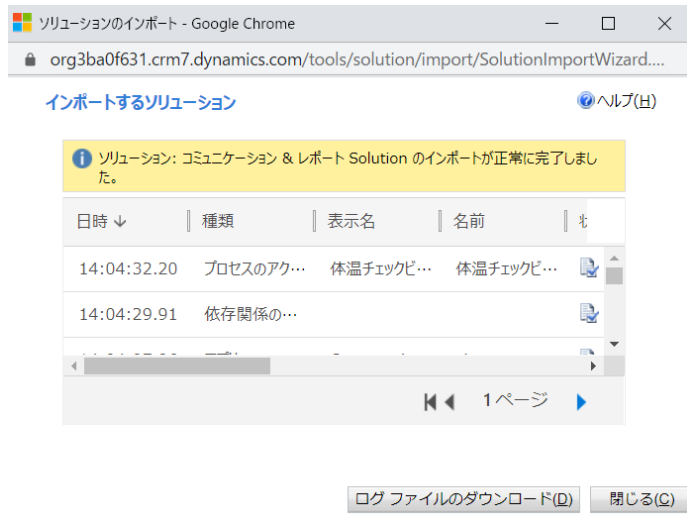 ソリューションのインポート - Google Chrome
org3ba0f631.crm7.dynamics.com/tools/solution/import/SolutionImportWizard....
インポートするソリューション
ヘルプ(H)
ソリューション: コミュニケーション & レポート Solution のインポートが正常に完了しまし
た。
日時 種類 表示名 名前
14:04:32.20 プロセスのアク… 体温チェックビ… 体温チェックビ…
14:04:29.91 依存関係の…
1 ページ
ログ ファイルのダウンロード(D) 閉じる(C)